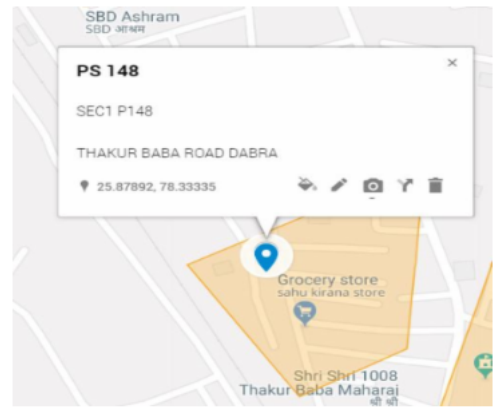 SBD Ashram
SBD आश्रम
PS 148
SEC1 P148
THAKUR BABA ROAD DABRA
25.87892, 78.33335
Grocery store
sahu kirana store
Shri Shri 1008
Thakur Baba Maharaj
श्री श्री